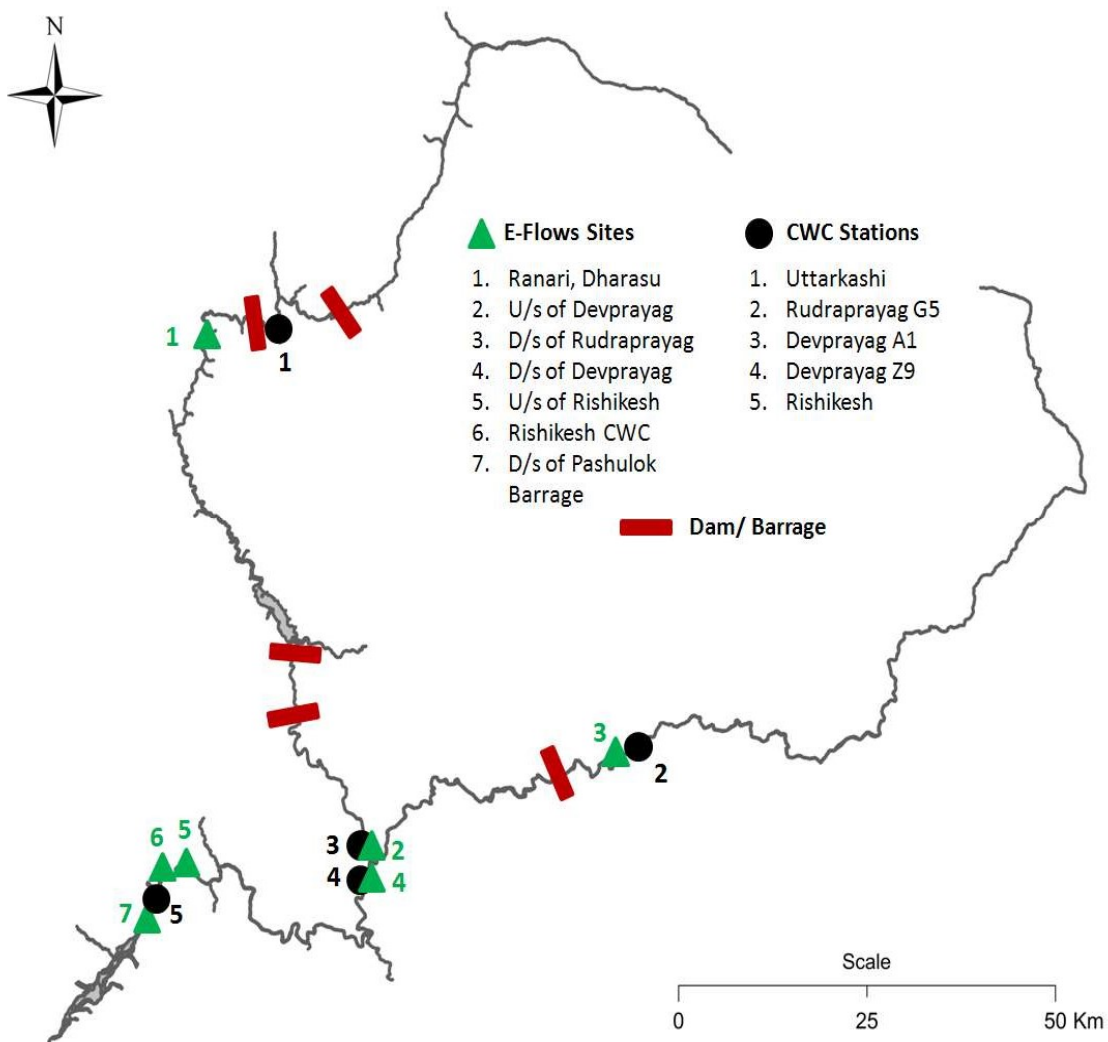 N
E-Flows Sites
1. Ranari, Dharasu
2. U/s of Devprayag
3. D/s of Rudraprayag
4. D/s of Devprayag
5. U/s of Rishikesh
6. Rishikesh CWC
7. D/s of Pashulok
Barrage
CWC Stations
1. Uttarkashi
2. Rudraprayag G5
3. Devprayag A1
4. Devprayag Z9
5. Rishikesh
Dam/ Barrage
1
1
3
2
3
2
4
4
6
5
5
7
Scale
0 25 50 Km